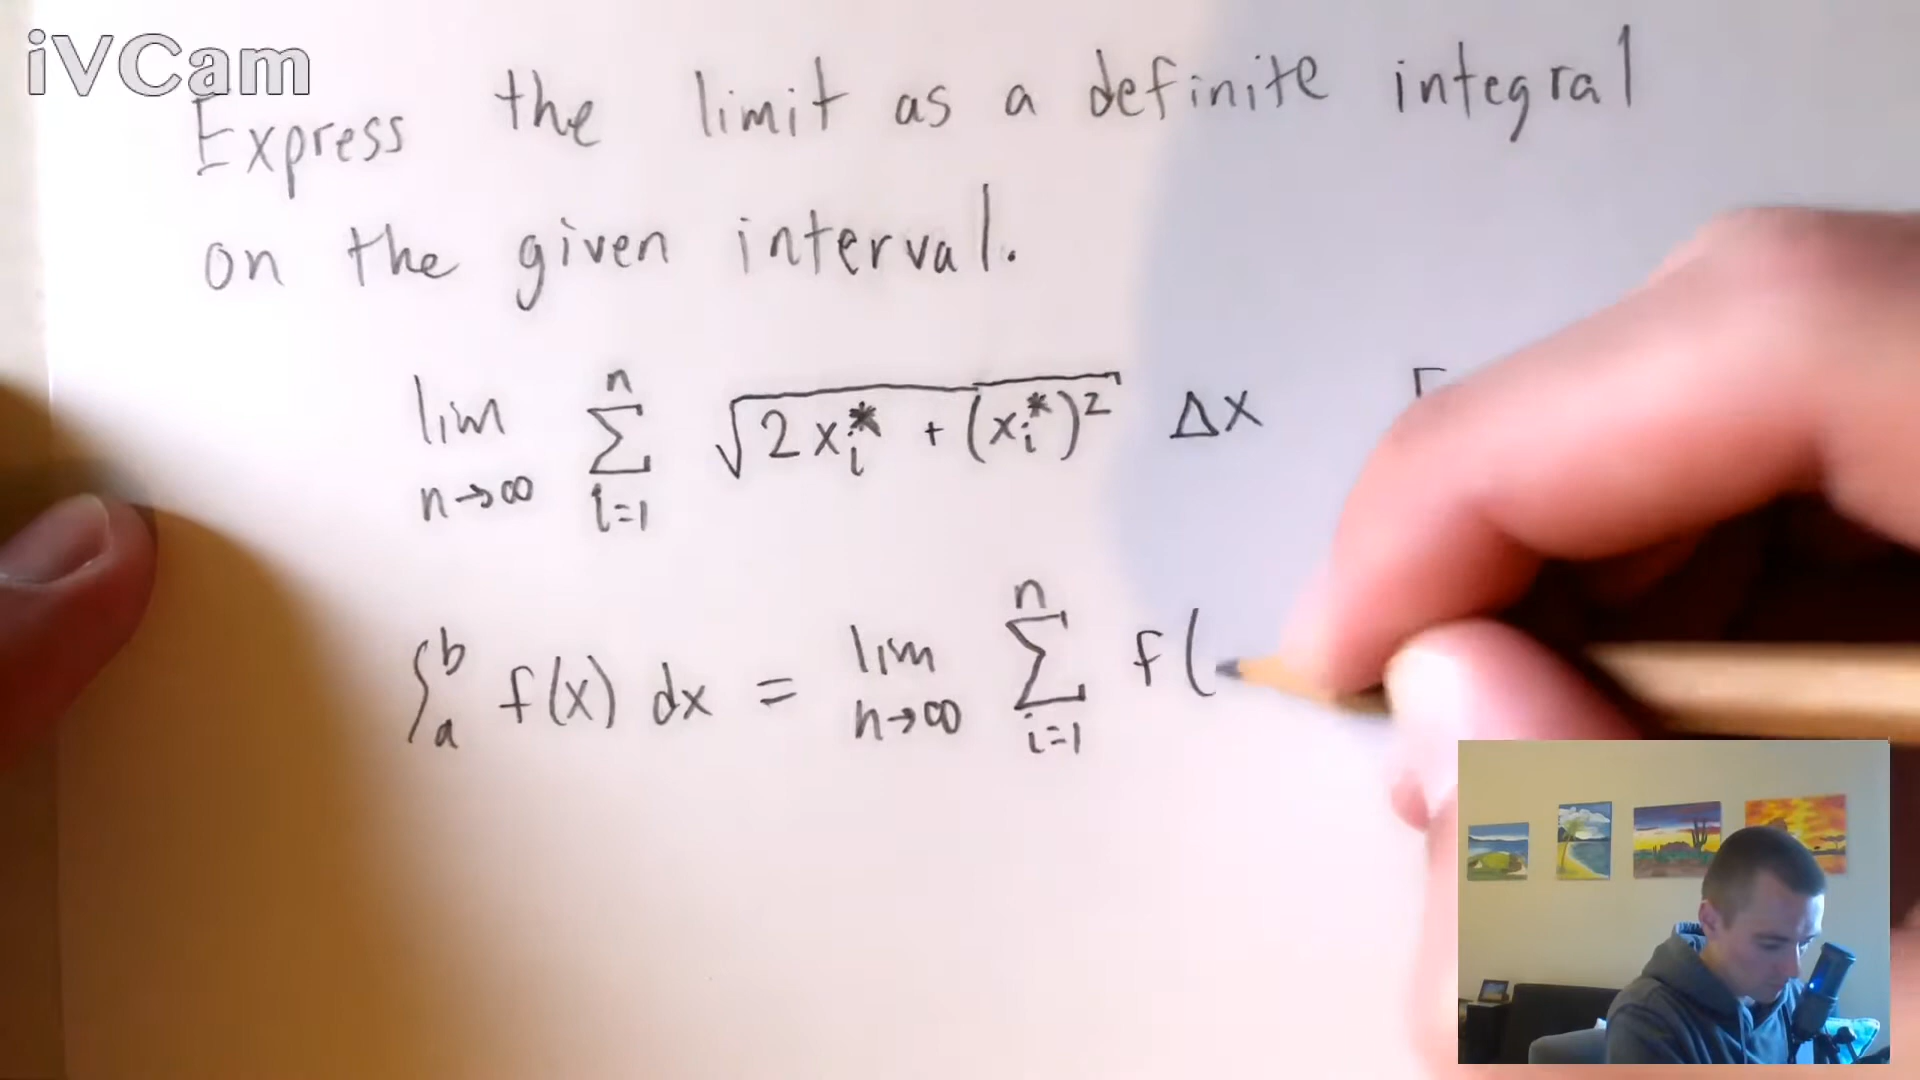 iVCam
Express the limit as a definite integral
on the given interval.
lim n→∞ n Σ i=1 √(2x_i^* + (x_i^*)^2) Δx [
∫_a^b f(x) dx = lim n→∞ n Σ i=1 f(